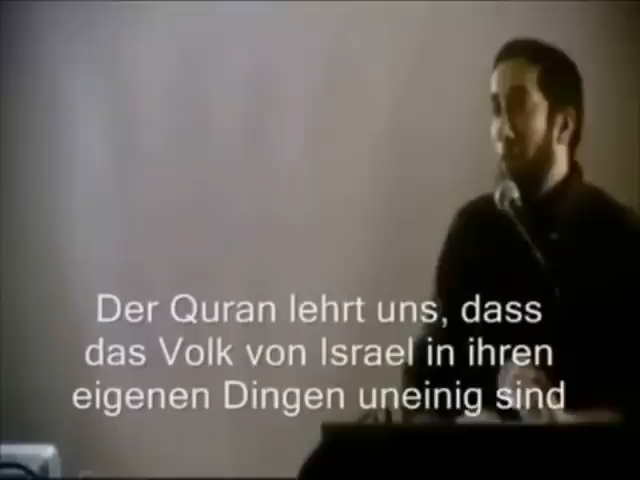 Der Quran lehrt uns, dass
das Volk von Israel in ihren
eigenen Dingen uneinig sind